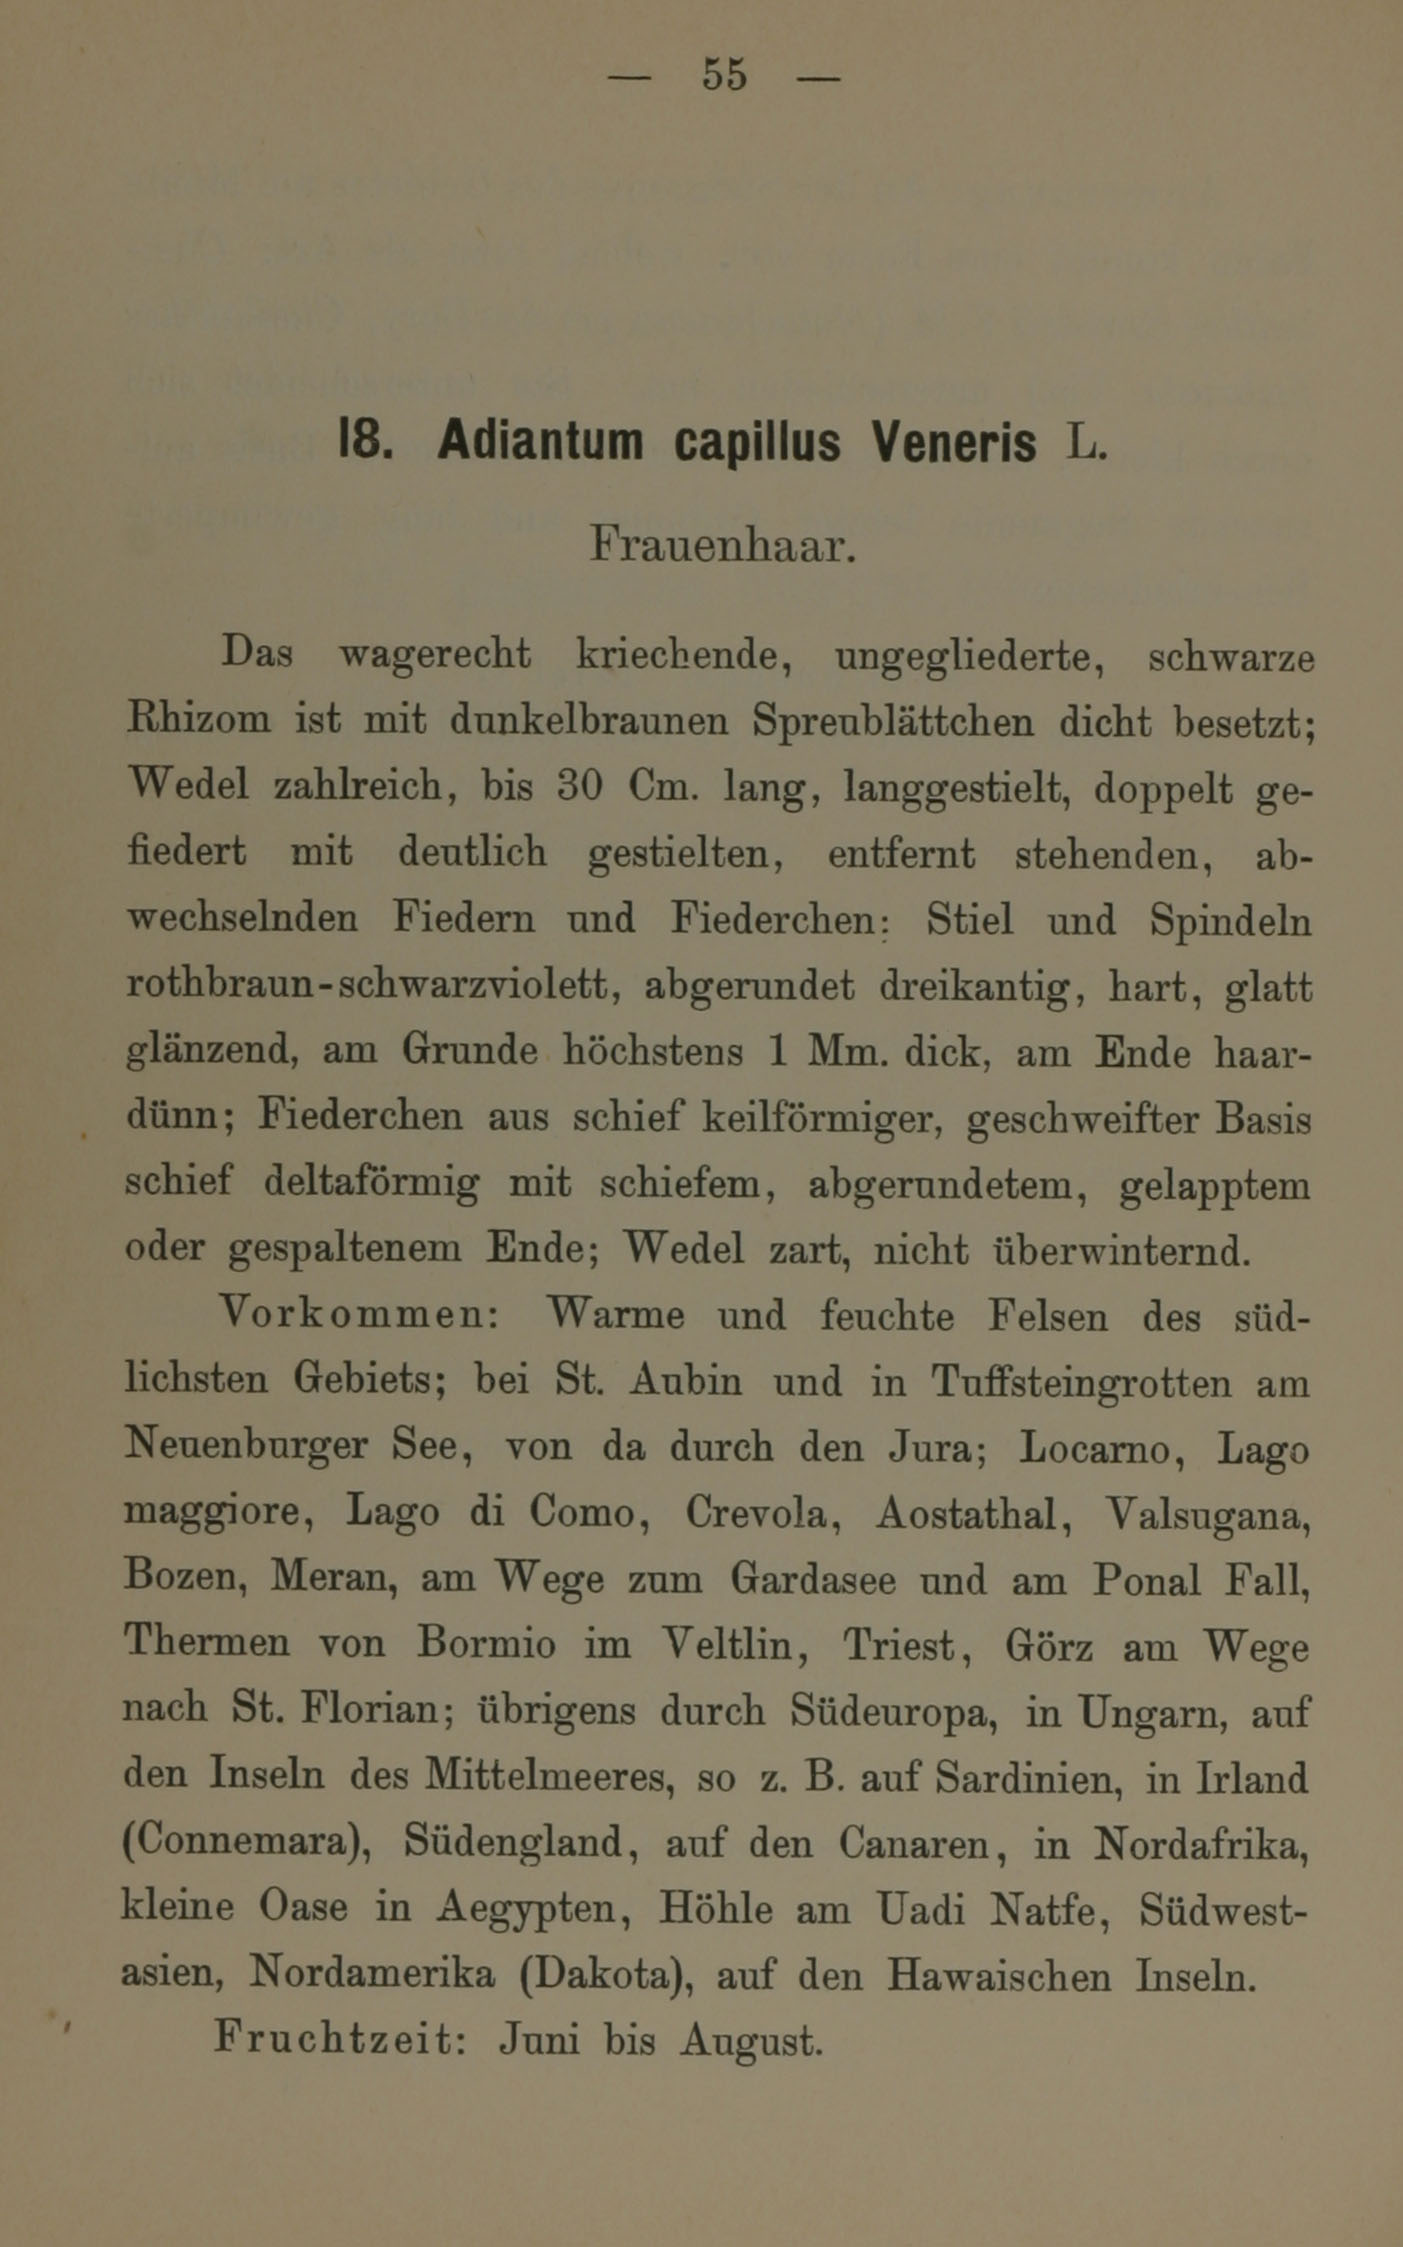 — 55 —
18. Adiantum capillus Veneris L.
Frauenhaar.
Das wagerecht kriechende, ungegliederte, schwarze
Rhizom ist mit dunkelbraunen Spreublättchen dicht besetzt;
Wedel zahlreich, bis 30 Cm. lang, langgestielt, doppelt ge-
fiedert mit deutlich gestielten, entfernt stehenden, ab-
wechselnden Fiedern und Fiederchen; Stiel und Spindeln
rothbraun-schwarzviolett, abgerundet dreikantig, hart, glatt
glänzend, am Grunde höchstens 1 Mm. dick, am Ende haar-
dünn; Fiederchen aus schief keilförmiger, geschweifter Basis
schief deltaförmig mit schiefem, abgerundetem, gelapptem
oder gespaltenem Ende; Wedel zart, nicht überwinternd.
Vorkommen: Warme und feuchte Felsen des süd-
lichsten Gebiets; bei St. Aubin und in Tuffsteingrotten am
Neuenburger See, von da durch den Jura; Locarno, Lago
maggiore, Lago di Como, Crevola, Aostathal, Valsugana,
Bozen, Meran, am Wege zum Gardasee und am Ponal Fall,
Thermen von Bormio im Veltlin, Triest, Görz am Wege
nach St. Florian; übrigens durch Südeuropa, in Ungarn, auf
den Inseln des Mittelmeeres, so z. B. auf Sardinien, in Irland
(Connemara), Südengland, auf den Canaren, in Nordafrika,
kleine Oase in Aegypten, Höhle am Uadi Natfe, Südwest-
asien, Nordamerika (Dakota), auf den Hawaischen Inseln.
Fruchtzeit: Juni bis August.